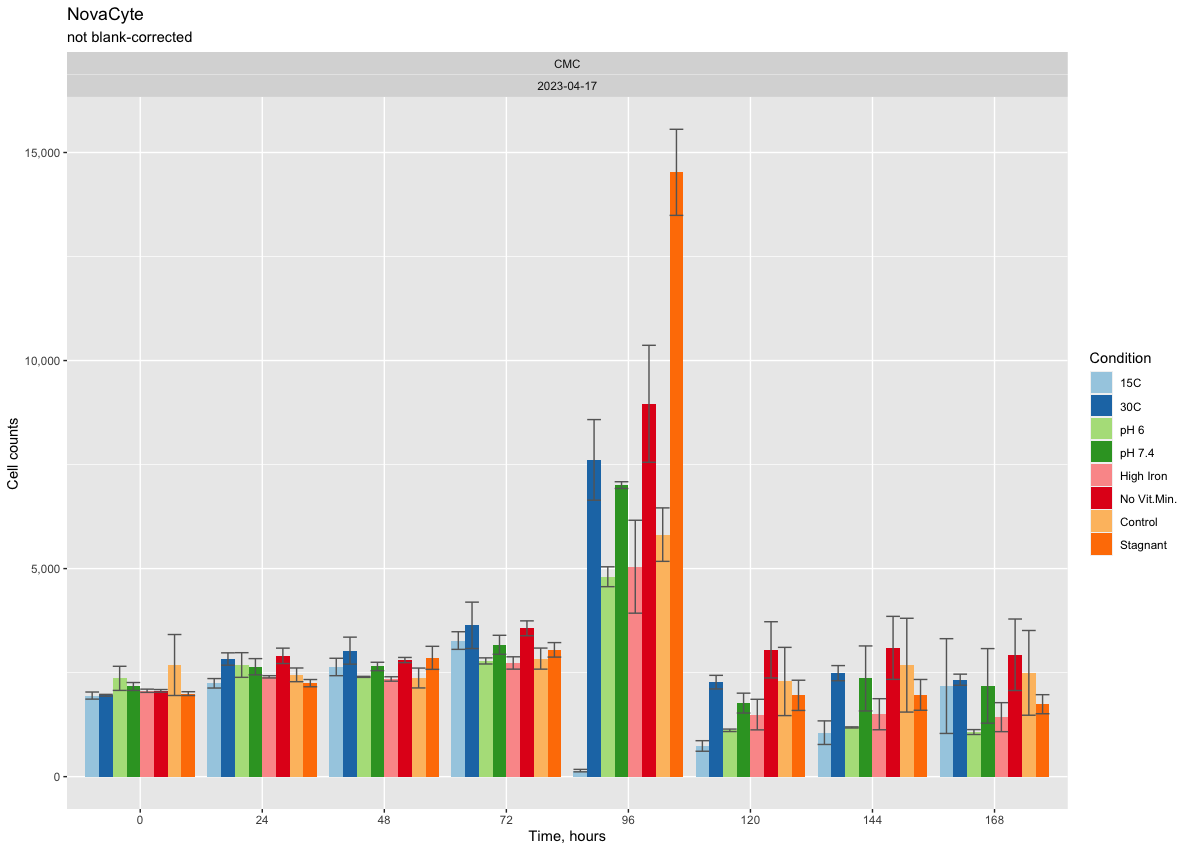 NovaCyte
not blank-corrected
CMC
2023-04-17
15,000
10,000
5,000
0
Cell counts
0 24 48 72 96 120 144 168
Time, hours
Condition
15C
30C
pH 6
pH 7.4
High Iron
No Vit.Min.
Control
Stagnant